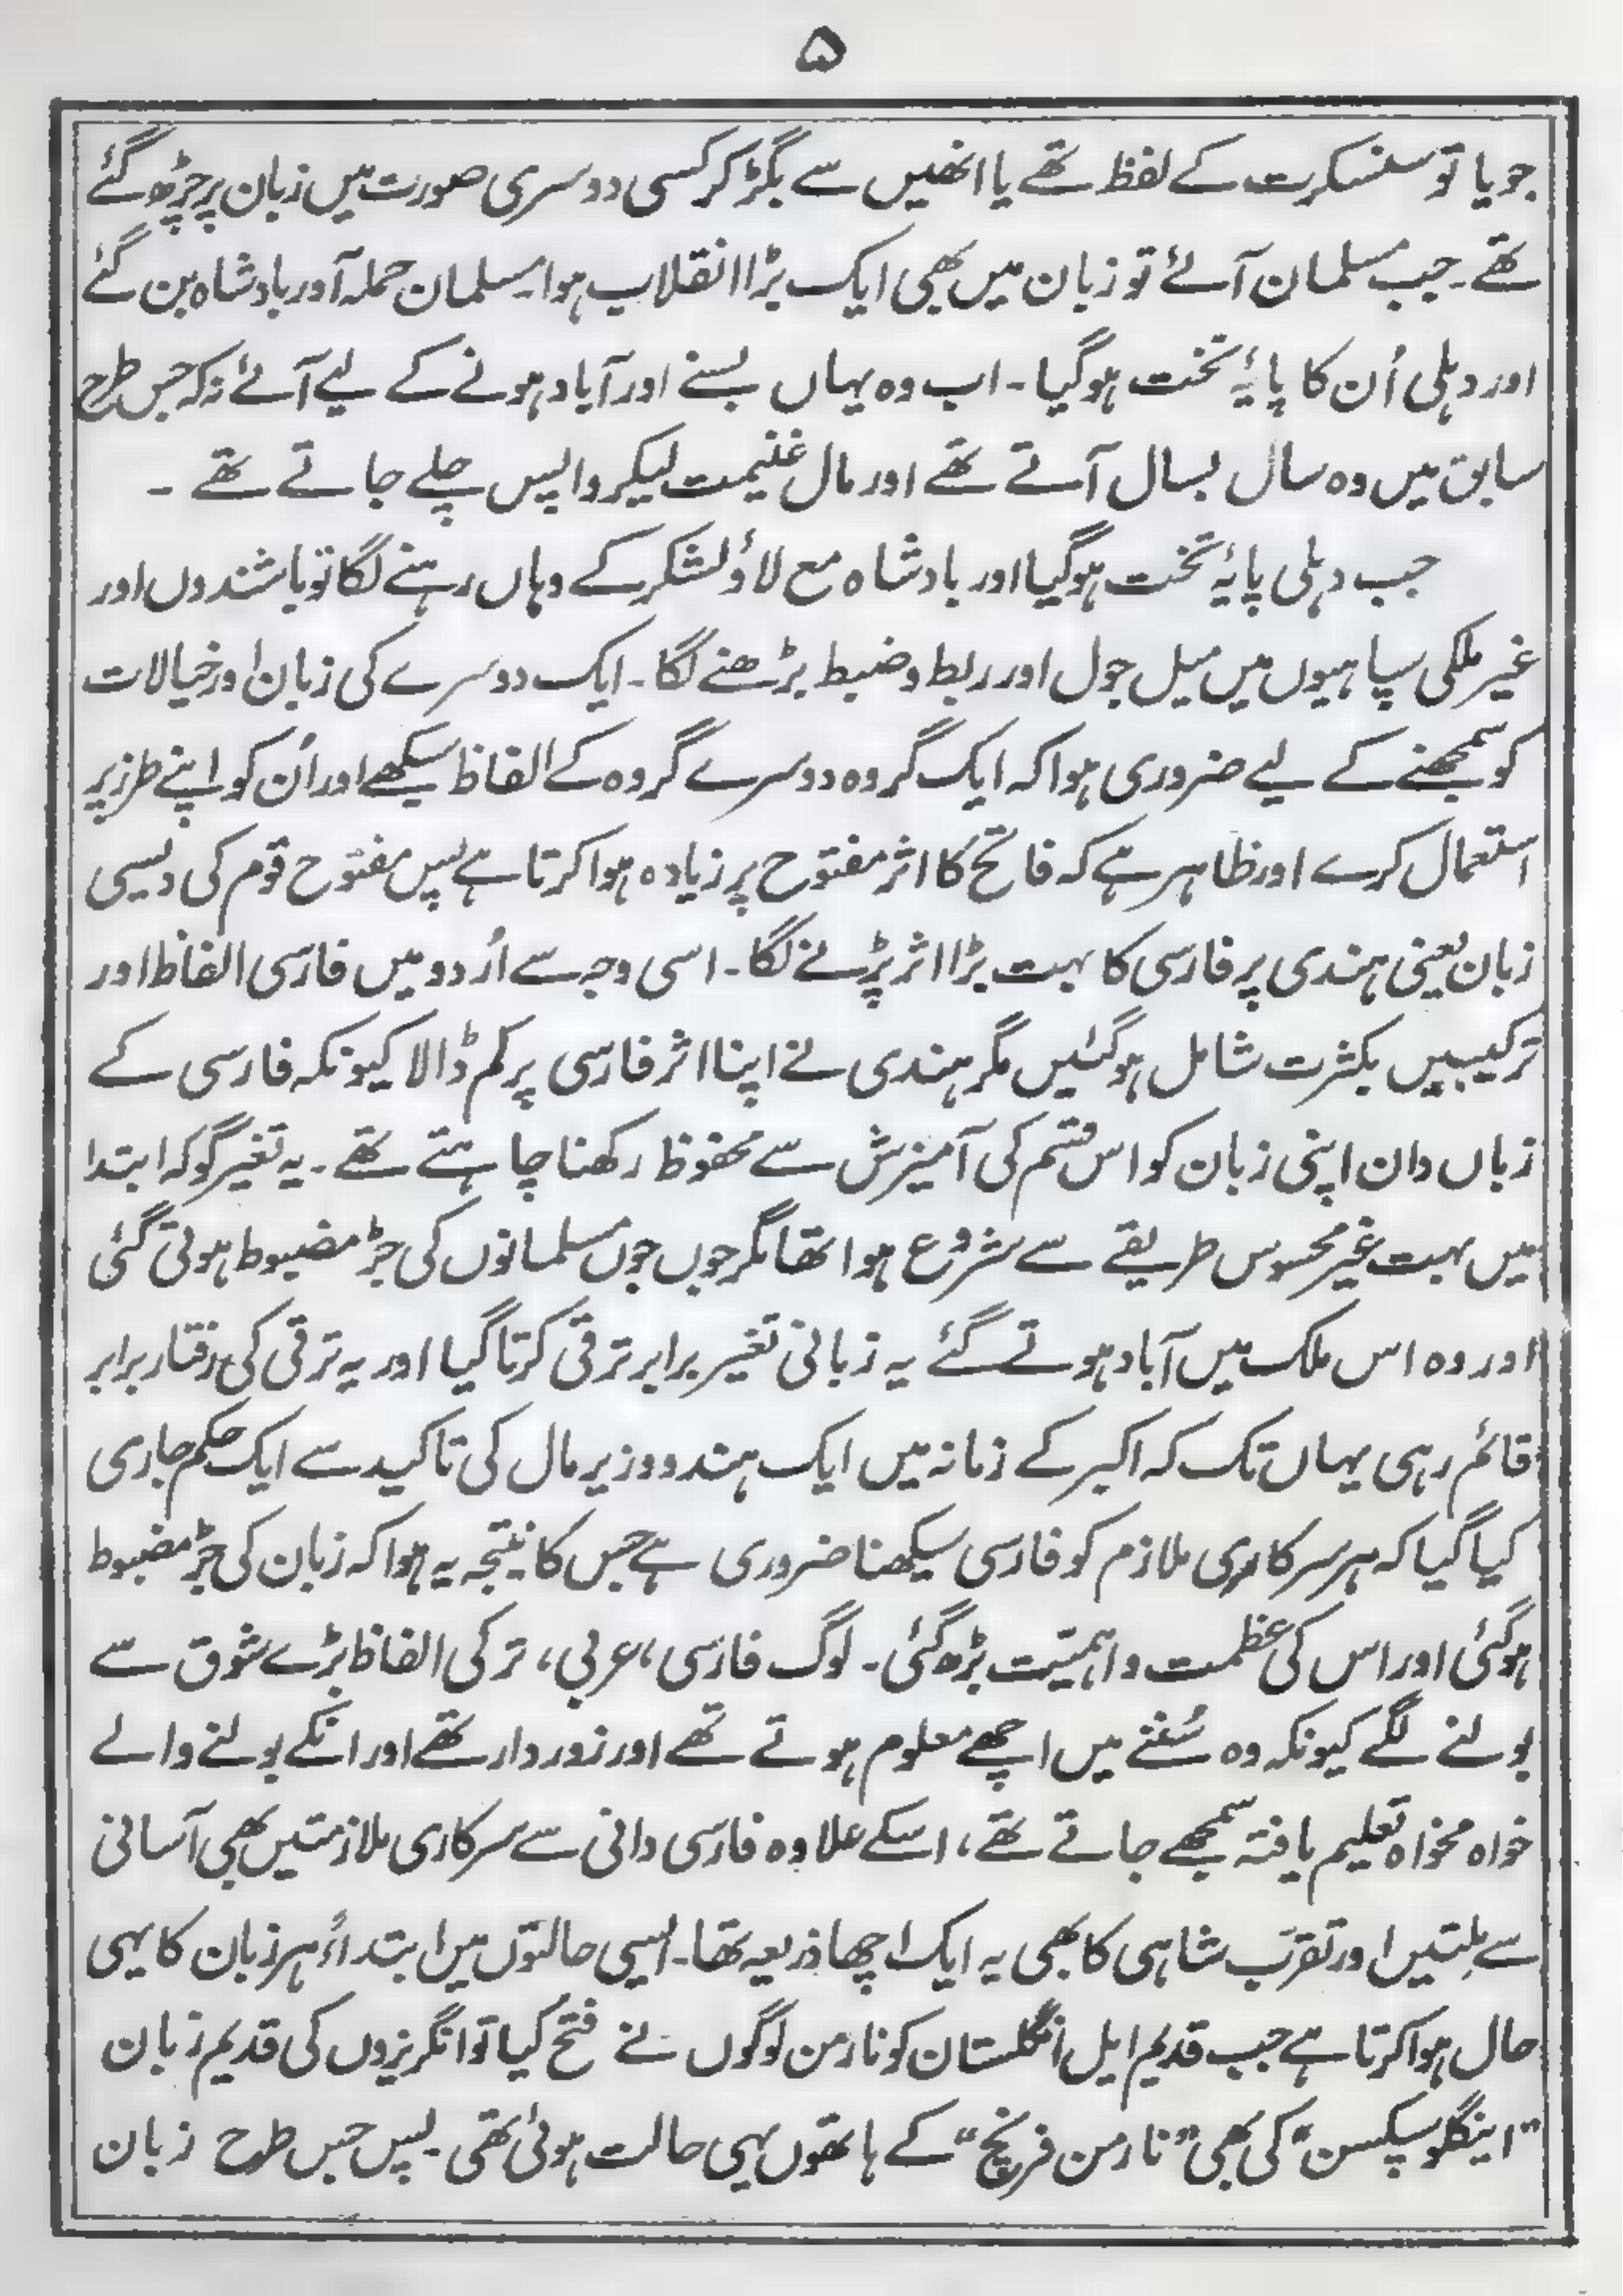 ۵
جو یا تو سنسکرت کے لفظ تھے یا انھیں سے بگڑ کر کسی دوسری صورت میں زبان پر چڑھ گئے
تھے۔ جب مسلمان آئے تو زبان میں بھی ایک بڑا انقلاب ہوا۔ مسلمان حملہ آور بادشاہ بن گئے
اور دہلی اُن کا پایۂ تخت ہوگیا۔ اب وہ یہاں بسنے اور آباد ہونے کے لیے آئے نہ کہ جس طرح
سابق میں وہ سال بسال آتے تھے اور مال غنیمت لیکر واپس چلے جاتے تھے۔
جب دہلی پایۂ تخت ہوگیا اور بادشاہ مع لاؤ لشکر کے وہاں رہنے لگا تو باشندوں اور
غیر ملکی سپاہیوں میں میل جول اور ربط و ضبط بڑھنے لگا۔ ایک دوسرے کی زبان اور خیالات
کو سمجھنے کے لیے ضروری ہوا کہ ایک گروہ دوسرے گروہ کے الفاظ سیکھے اور اُن کو اپنے طرز پر
استعمال کرے اور ظاہر ہے کہ فاتح کا اثر مفتوح پر زیادہ ہوا کرتا ہے پس مفتوح قوم کی دیسی
زبان یعنی ہندی پر فارسی کا بہت بڑا اثر پڑنے لگا۔ اسی وجہ سے اُردو میں فارسی الفاظ اور
ترکیبیں بکثرت شامل ہوگئیں مگر ہندی نے اپنا اثر فارسی پر کم ڈالا کیونکہ فارسی کے
زباں دان اپنی زبان کو اس قسم کی آمیزش سے محفوظ رکھنا چاہتے تھے۔ یہ تغیر گو کہ ابتدا
میں بہت غیر محسوس طریقے سے شروع ہوا تھا مگر جوں جوں مسلمانوں کی جڑ مضبوط ہوتی گئی
اور وہ اس ملک میں آباد ہوتے گئے یہ زبانی تغیر برابر ترقی کرتا گیا اور یہ ترقی کی رفتار برابر
قائم رہی یہاں تک کہ اکبر کے زمانہ میں ایک ہندو وزیر مال کی تاکید سے ایک حکم جاری
کیا گیا کہ ہر سرکاری ملازم کو فارسی سیکھنا ضروری ہے جس کا نتیجہ یہ ہوا کہ زبان کی جڑ مضبوط
ہوگئی اور اس کی عظمت و اہمیّت بڑھ گئی۔ لوگ فارسی، عربی، ترکی الفاظ بڑے شوق سے
بولنے لگے کیونکہ وہ سُننے میں اچھے معلوم ہوتے تھے اور زوردار تھے اور انکے بولنے والے
خواہ مخواہ تعلیم یافتہ سمجھے جاتے تھے، اسکے علاوہ فارسی دانی سے سرکاری ملازمتیں بھی آسانی
سے مِلتیں اور تقرب شاہی کا بھی یہ ایک اچھا ذریعہ تھا۔ ایسی حالتوں میں ابتداءً ہر زبان کا یہی
حال ہوا کرتا ہے جب قدیم اہل انگلستان کو نارمن لوگوں نے فتح کیا تو انگریزوں کی قدیم زبان
"اینگلو سیکسن" کی بھی "نارمن فرنچ" کے ہاتھوں یہی حالت ہوئی تھی۔ پس جس طرح زبان